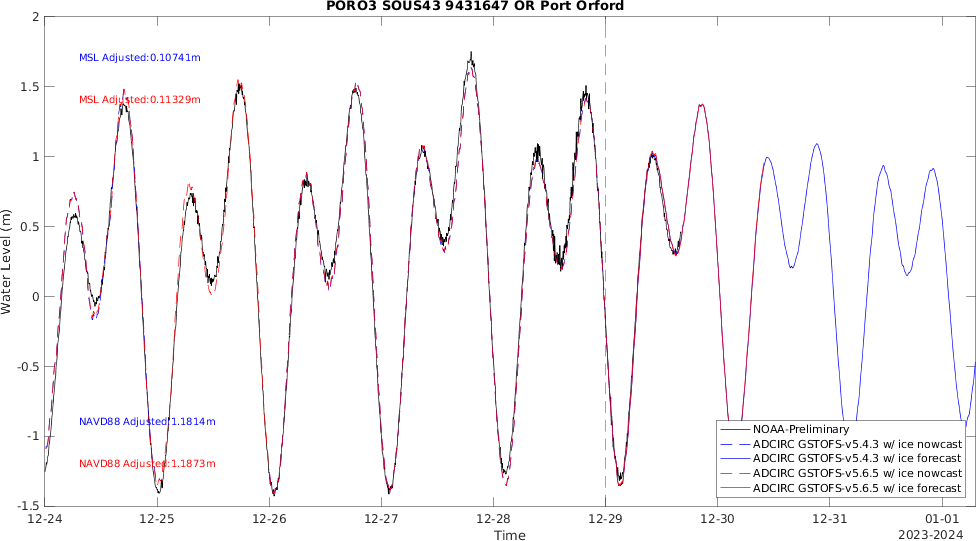 PORO3 SOUS43 9431647 OR Port Orford
2
1.5
1
0.5
0
-0.5
-1
-1.5
Water Level (m)
MSL Adjusted:0.10741m
MSL Adjusted:0.11329m
NAVD88 Adjusted:1.1814m
NAVD88 Adjusted:1.1873m
NOAA-Preliminary
ADCIRC GSTOFS-v5.4.3 w/ ice nowcast
ADCIRC GSTOFS-v5.4.3 w/ ice forecast
ADCIRC GSTOFS-v5.6.5 w/ ice nowcast
ADCIRC GSTOFS-v5.6.5 w/ ice forecast
12-24 12-25 12-26 12-27 12-28 12-29 12-30 12-31 01-01
Time
2023-2024